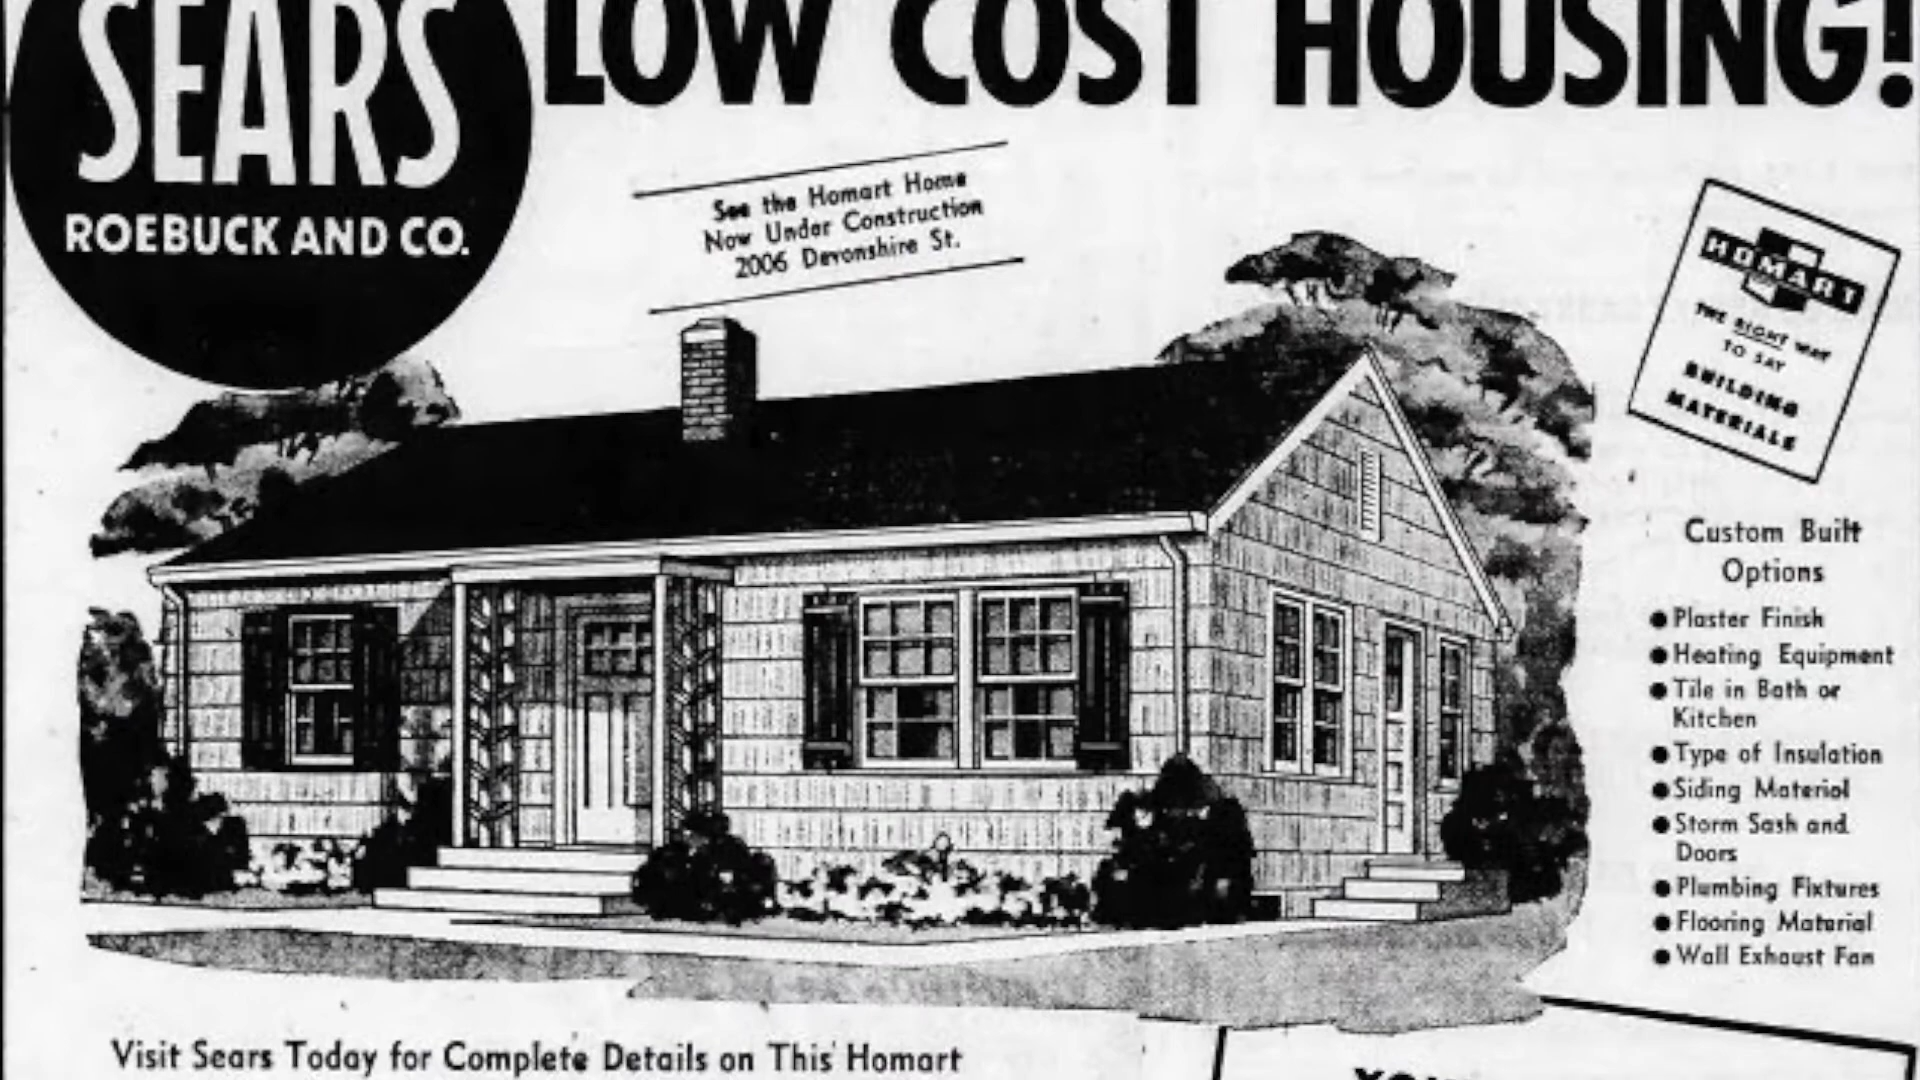 SEARS
ROEBUCK AND CO.
LOW COST HOUSING!
See the Homart Home
Now Under Construction
2006 Devonshire St.
HOMART
THE RIGHT WAY
TO SAY
BUILDING
MATERIALS
Custom Built
Options
● Plaster Finish
● Heating Equipment
● Tile in Bath or
Kitchen
● Type of Insulation
● Siding Material
● Storm Sash and
Doors
● Plumbing Fixtures
● Flooring Material
● Wall Exhaust Fan
Visit Sears Today for Complete Details on This Homart